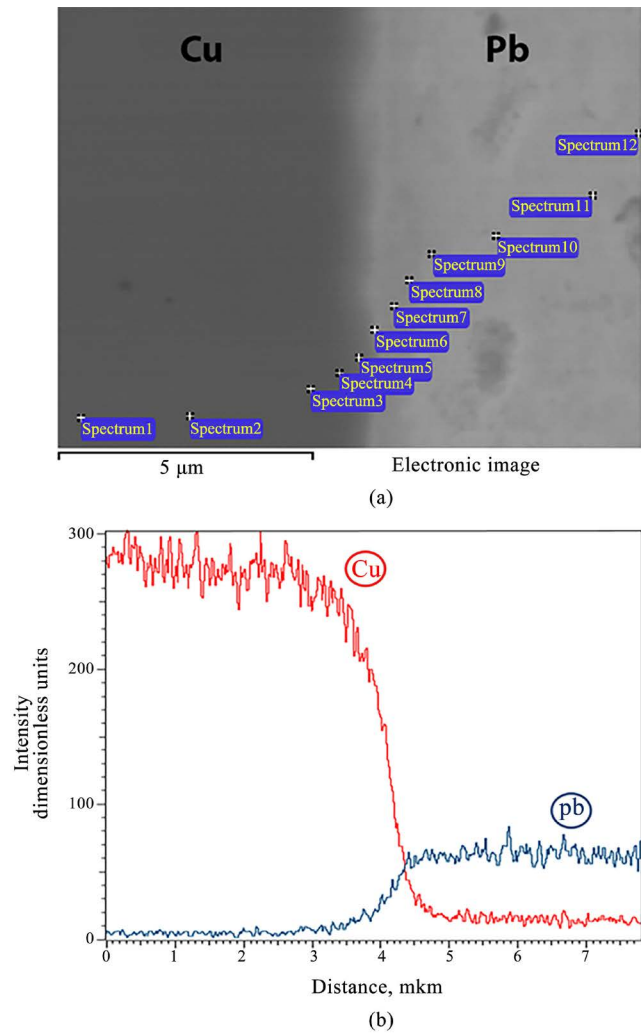 Cu Pb
Spectrum12
Spectrum11
Spectrum10
Spectrum9
Spectrum8
Spectrum7
Spectrum6
Spectrum5
Spectrum4
Spectrum3
Spectrum1 Spectrum2
5 μm Electronic image
(a)
300
200
100
0
Intensity
dimensionless units
Cu
pb
0 1 2 3 4 5 6 7
Distance, mkm
(b)